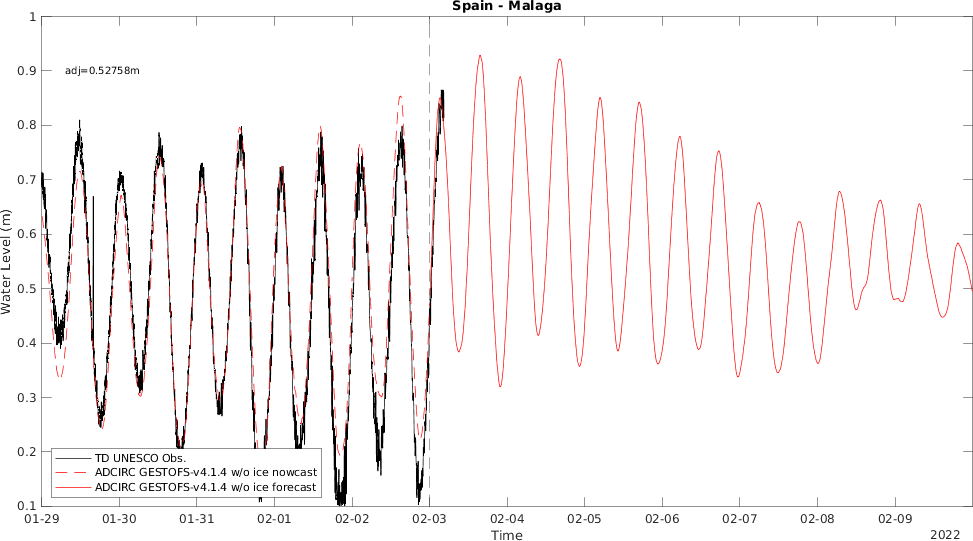 Spain - Malaga
1
0.9
0.8
0.7
0.6
0.5
0.4
0.3
0.2
0.1
Water Level (m)
adj=0.52758m
TD UNESCO Obs.
ADCIRC GESTOFS-v4.1.4 w/o ice nowcast
ADCIRC GESTOFS-v4.1.4 w/o ice forecast
01-29 01-30 01-31 02-01 02-02 02-03 02-04 02-05 02-06 02-07 02-08 02-09
Time
2022